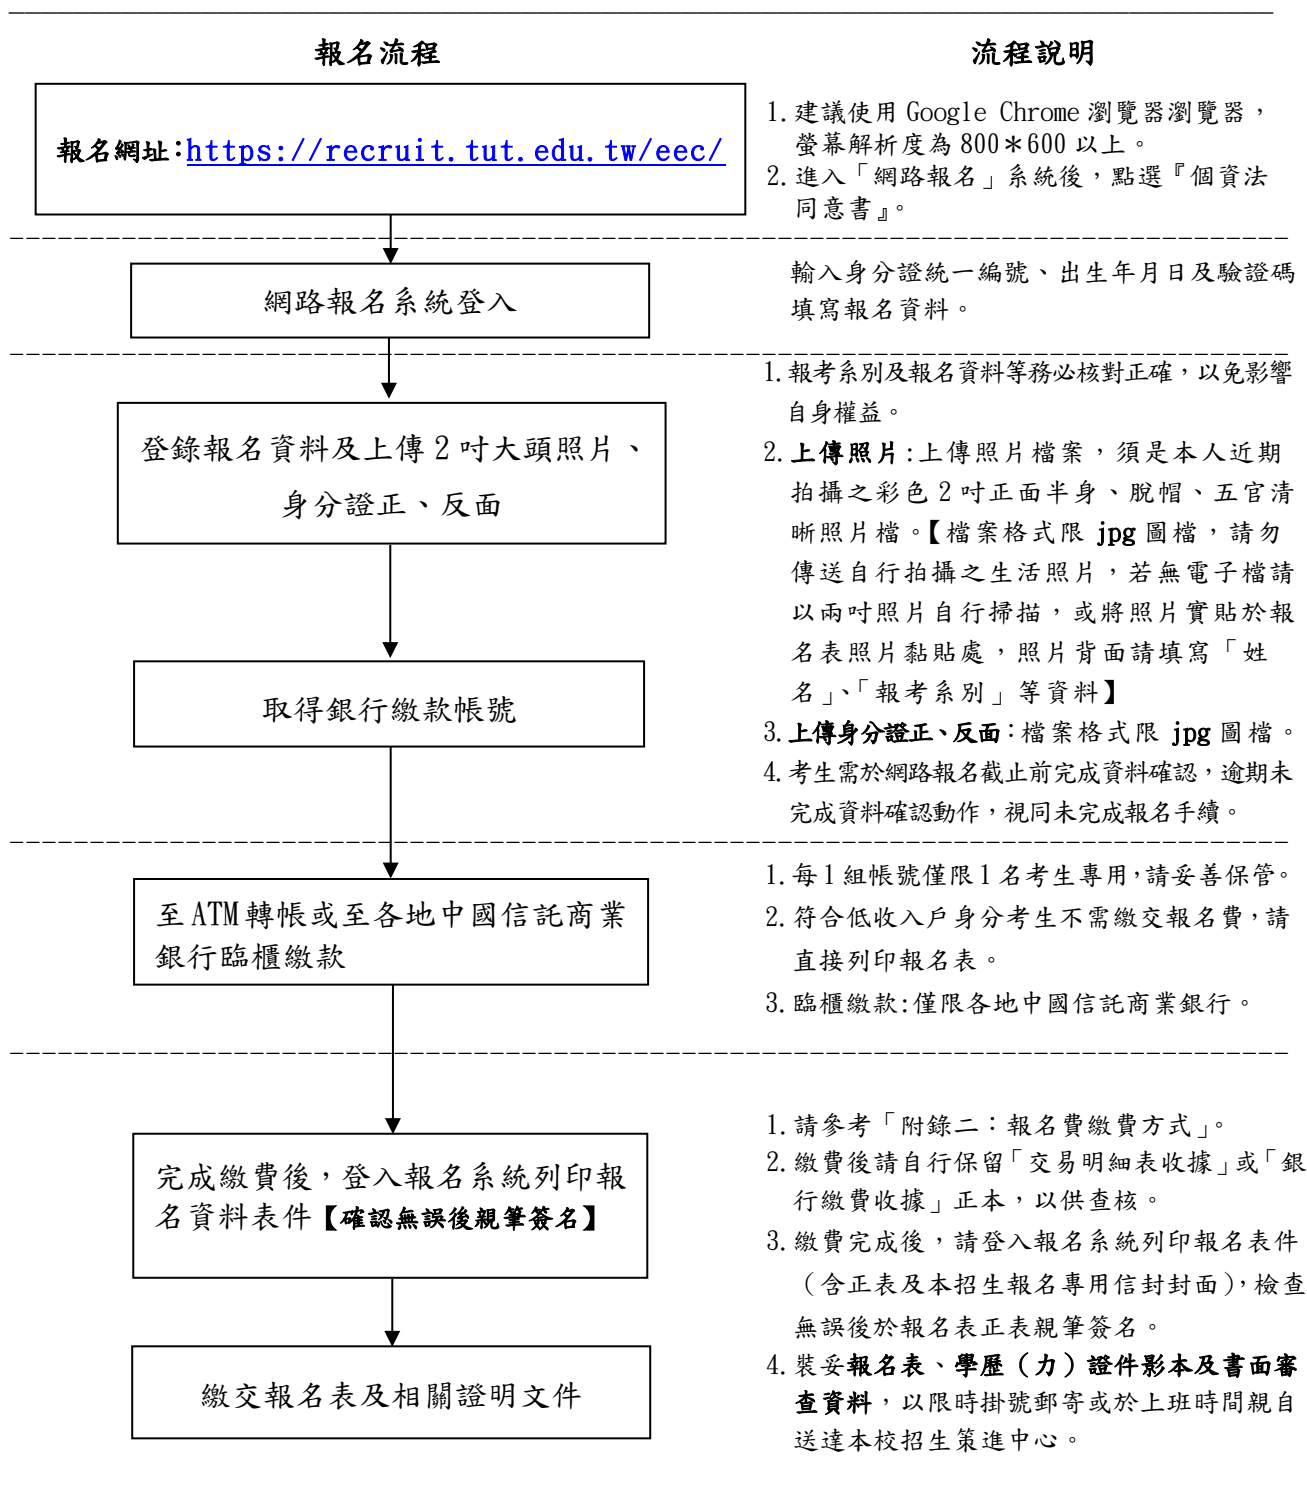 報名流程
流程說明
報名網址:https://recruit.tut.edu.tw/eec/
1.建議使用 Google Chrome 瀏覽器瀏覽器，
螢幕解析度為 800＊600 以上。
2.進入「網路報名」系統後，點選『個資法
同意書』。
網路報名系統登入
輸入身分證統一編號、出生年月日及驗證碼
填寫報名資料。
登錄報名資料及上傳 2 吋大頭照片、
身分證正、反面
取得銀行繳款帳號
1.報考系別及報名資料等務必核對正確，以免影響
自身權益。
2.上傳照片:上傳照片檔案，須是本人近期
拍攝之彩色 2 吋正面半身、脫帽、五官清
晰照片檔。【檔案格式限 jpg 圖檔，請勿
傳送自行拍攝之生活照片，若無電子檔請
以兩吋照片自行掃描，或將照片實貼於報
名表照片黏貼處，照片背面請填寫「姓
名」、「報考系別」等資料】
3.上傳身分證正、反面：檔案格式限 jpg 圖檔。
4.考生需於網路報名截止前完成資料確認，逾期未
完成資料確認動作，視同未完成報名手續。
至 ATM 轉帳或至各地中國信託商業
銀行臨櫃繳款
1.每 1 組帳號僅限 1 名考生專用，請妥善保管。
2.符合低收入戶身分考生不需繳交報名費，請
直接列印報名表。
3.臨櫃繳款:僅限各地中國信託商業銀行。
完成繳費後，登入報名系統列印報
名資料表件【確認無誤後親筆簽名】
繳交報名表及相關證明文件
1.請參考「附錄二：報名費繳費方式」。
2.繳費後請自行保留「交易明細表收據」或「銀
行繳費收據」正本，以供查核。
3.繳費完成後，請登入報名系統列印報名表件
（含正表及本招生報名專用信封封面），檢查
無誤後於報名表正表親筆簽名。
4.裝妥報名表、學歷（力）證件影本及書面審
查資料，以限時掛號郵寄或於上班時間親自
送達本校招生策進中心。